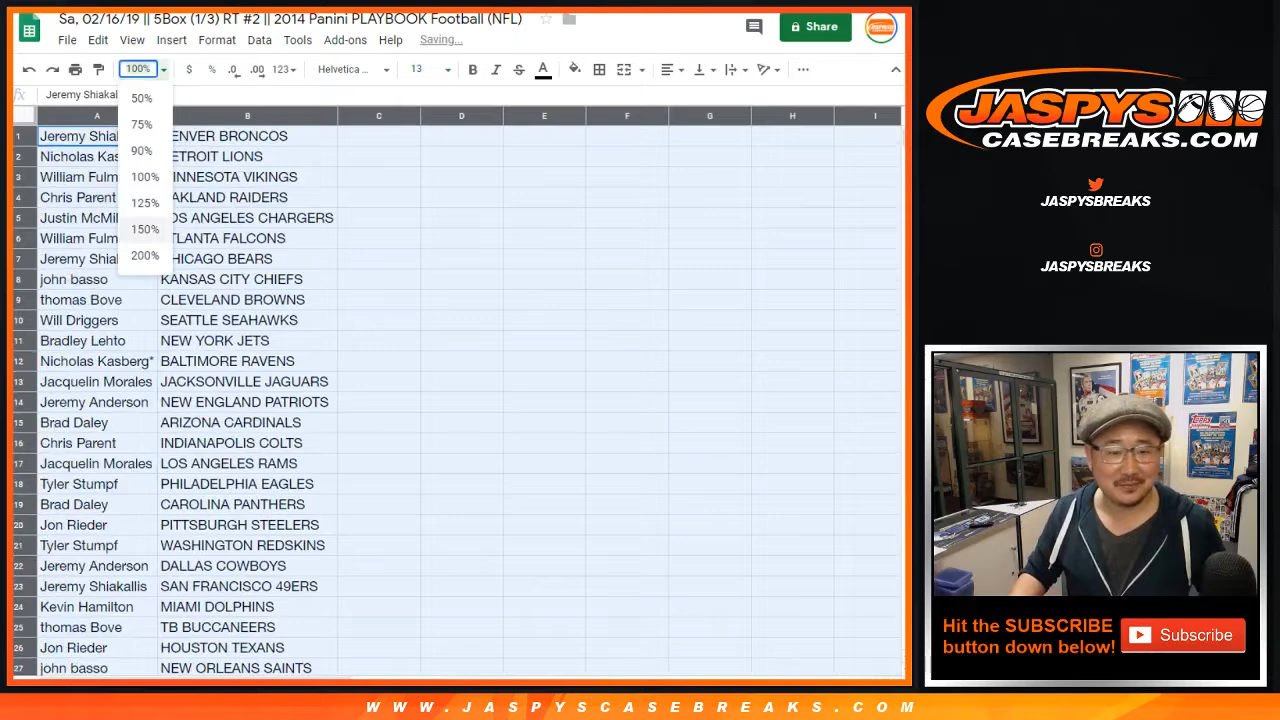 Sa, 02/16/19 || 5Box (1/3) RT #2 || 2014 Panini PLAYBOOK Football (NFL)
Share
File Edit View Insert Format Data Tools Add-ons Help Saving...
100% $ % .0 .00 123 Helvetica ... 13 B I S A
fx Jeremy Shiakal
A B C D E F G H I
50%
75%
90%
100%
125%
150%
200%
1 Jeremy Shiak ENVER BRONCOS
2 Nicholas Kas ETROIT LIONS
3 William Fulm INNESOTA VIKINGS
4 Chris Parent AKLAND RAIDERS
5 Justin McMil OS ANGELES CHARGERS
6 William Fulm TLANTA FALCONS
7 Jeremy Shiak HICAGO BEARS
8 john basso KANSAS CITY CHIEFS
9 thomas Bove CLEVELAND BROWNS
10 Will Driggers SEATTLE SEAHAWKS
11 Bradley Lehto NEW YORK JETS
12 Nicholas Kasberg* BALTIMORE RAVENS
13 Jacquelin Morales JACKSONVILLE JAGUARS
14 Jeremy Anderson NEW ENGLAND PATRIOTS
15 Brad Daley ARIZONA CARDINALS
16 Chris Parent INDIANAPOLIS COLTS
17 Jacquelin Morales LOS ANGELES RAMS
18 Tyler Stumpf PHILADELPHIA EAGLES
19 Brad Daley CAROLINA PANTHERS
20 Jon Rieder PITTSBURGH STEELERS
21 Tyler Stumpf WASHINGTON REDSKINS
22 Jeremy Anderson DALLAS COWBOYS
23 Jeremy Shiakallis SAN FRANCISCO 49ERS
24 Kevin Hamilton MIAMI DOLPHINS
25 thomas Bove TB BUCCANEERS
26 Jon Rieder HOUSTON TEXANS
27 john basso NEW ORLEANS SAINTS
JASPYS
CASEBREAKS.COM
JASPYSBREAKS
JASPYSBREAKS
Hit the SUBSCRIBE
button down below!
Subscribe
WWW.JASPYSCASEBREAKS.COM